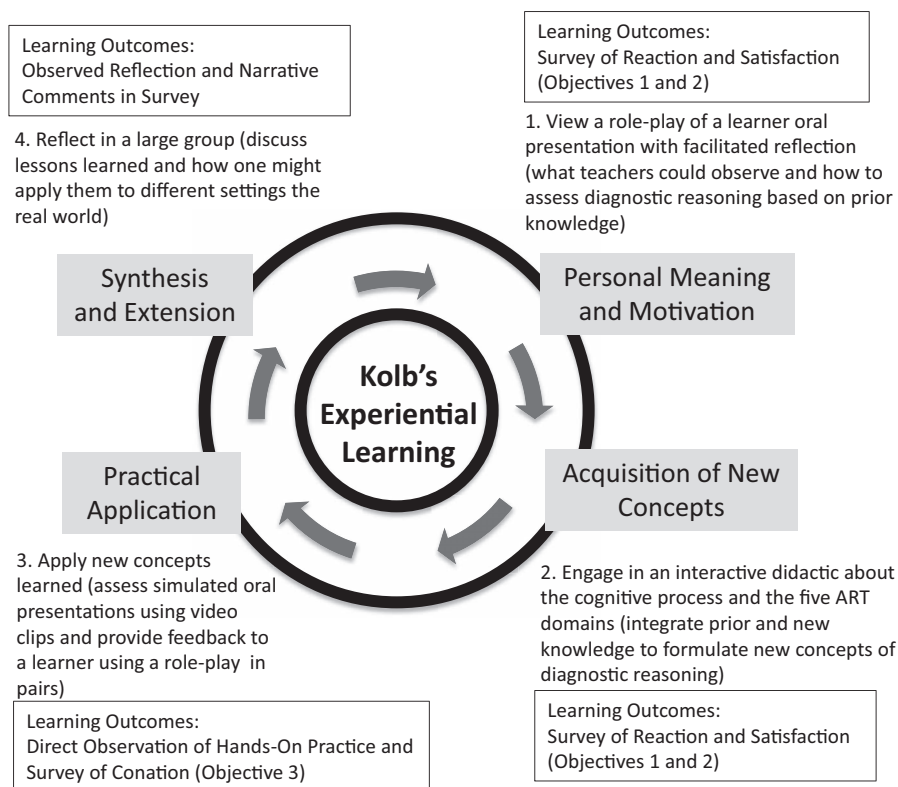 Learning Outcomes:
Observed Reflection and Narrative
Comments in Survey
4. Reflect in a large group (discuss
lessons learned and how one might
apply them to different settings the
real world)
Learning Outcomes:
Survey of Reaction and Satisfaction
(Objectives 1 and 2)
1. View a role-play of a learner oral
presentation with facilitated reflection
(what teachers could observe and how to
assess diagnostic reasoning based on prior
knowledge)
Synthesis
and Extension
Personal Meaning
and Motivation
Kolb's
Experiential
Learning
Practical
Application
Acquisition of New
Concepts
3. Apply new concepts
learned (assess simulated oral
presentations using video
clips and provide feedback to
a learner using a role-play in
pairs)
Learning Outcomes:
Direct Observation of Hands-On Practice and
Survey of Conation (Objective 3)
2. Engage in an interactive didactic about
the cognitive process and the five ART
domains (integrate prior and new
knowledge to formulate new concepts of
diagnostic reasoning)
Learning Outcomes:
Survey of Reaction and Satisfaction
(Objectives 1 and 2)